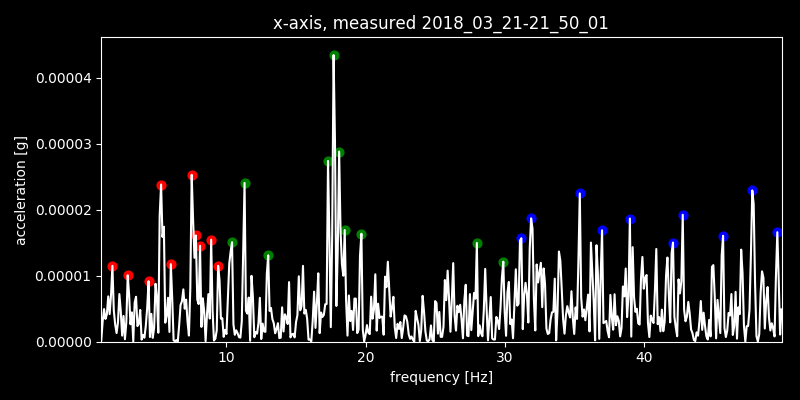 x-axis, measured 2018_03_21-21_50_01
0.00004
0.00003
0.00002
0.00001
0.00000
acceleration [g]
10 20 30 40
frequency [Hz]